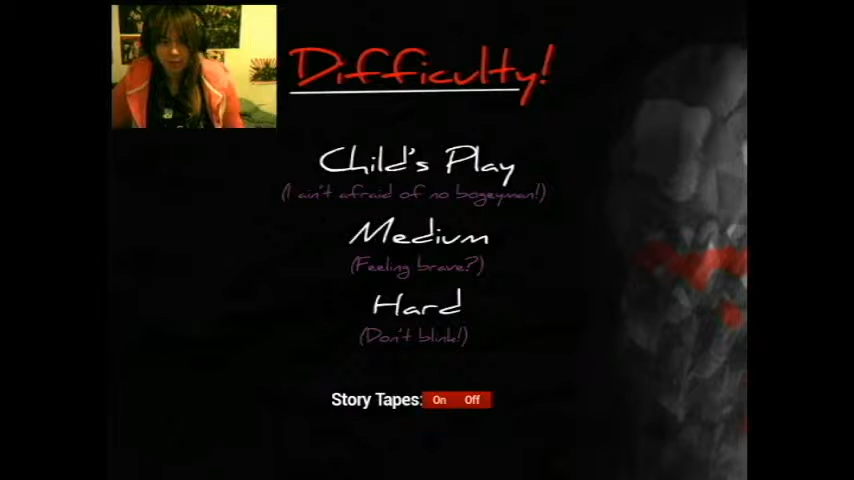 Difficulty!
Child's Play
(I ain't afraid of no bogeyman!)
Medium
(Feeling brave?)
Hard
(Don't blink!)
Story Tapes: On Off